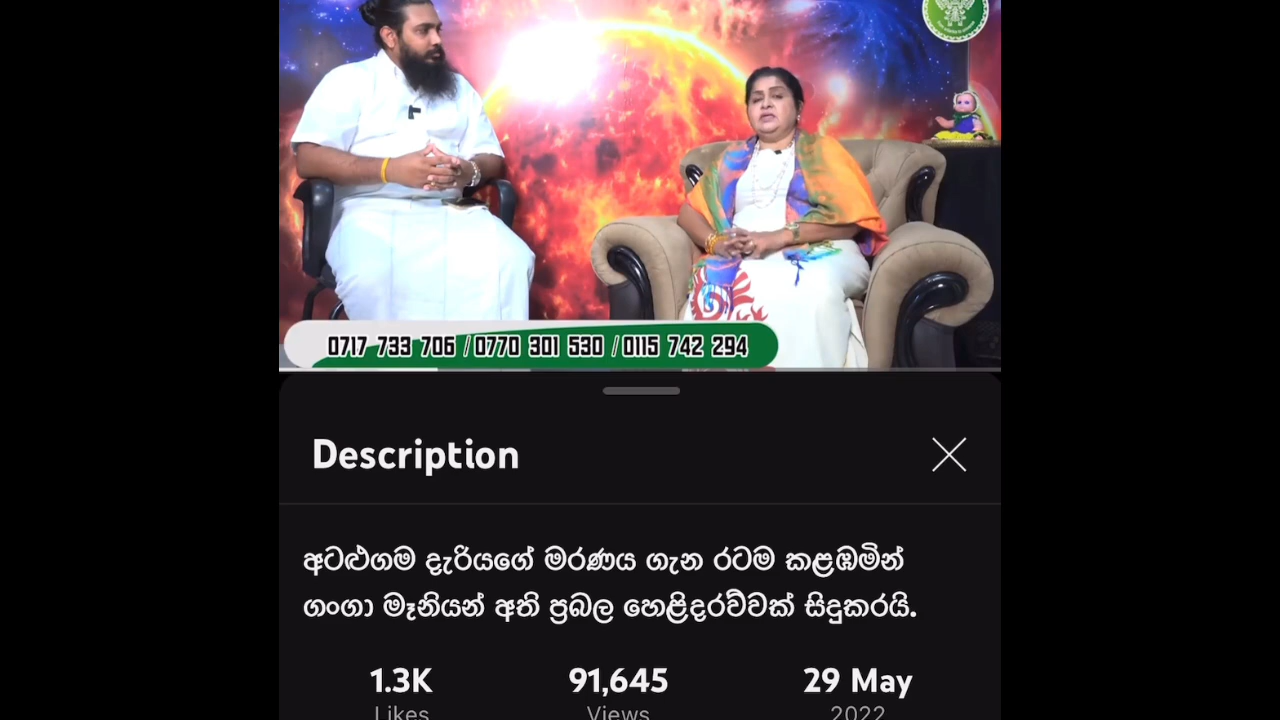 0717 733 706 / 0770 301 530 / 0115 742 294
Description
අටළුගම දැරියගේ මරණය ගැන රටම කළඹමින්
ගංගා මෑනියන් අති ප්‍රබල හෙළිදරව්වක් සිදුකරයි.
1.3K 91,645 29 May
Likes Views 2022